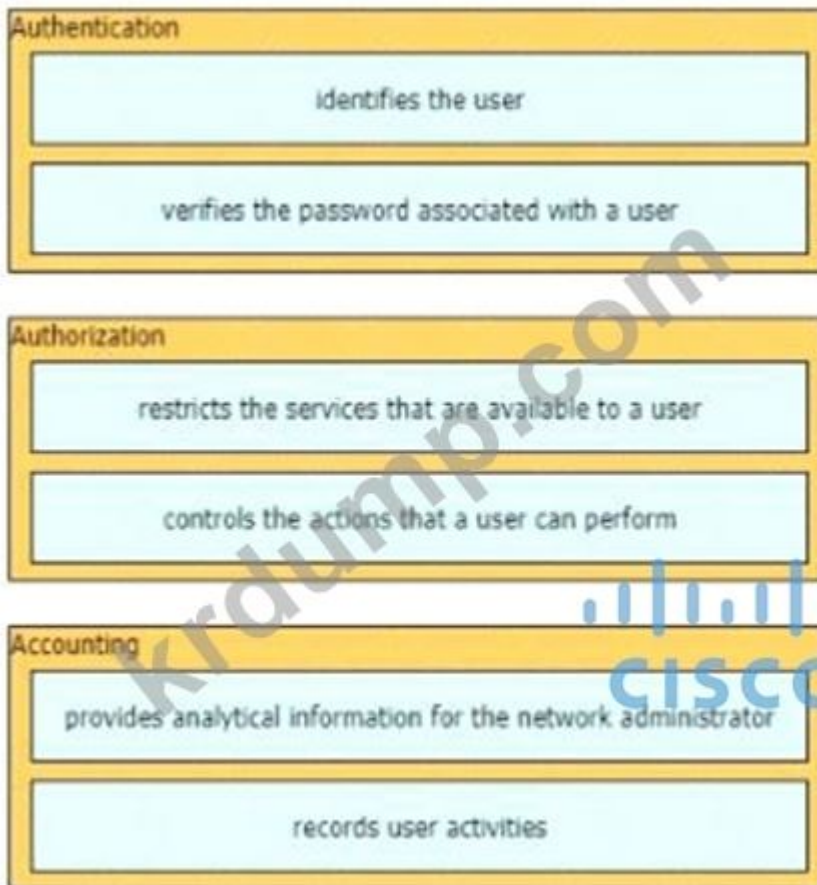 Authentication
identifies the user
verifies the password associated with a user
Authorization
restricts the services that are available to a user
controls the actions that a user can perform
Accounting
provides analytical information for the network administrator
records user activities
krdump.com
CISCO